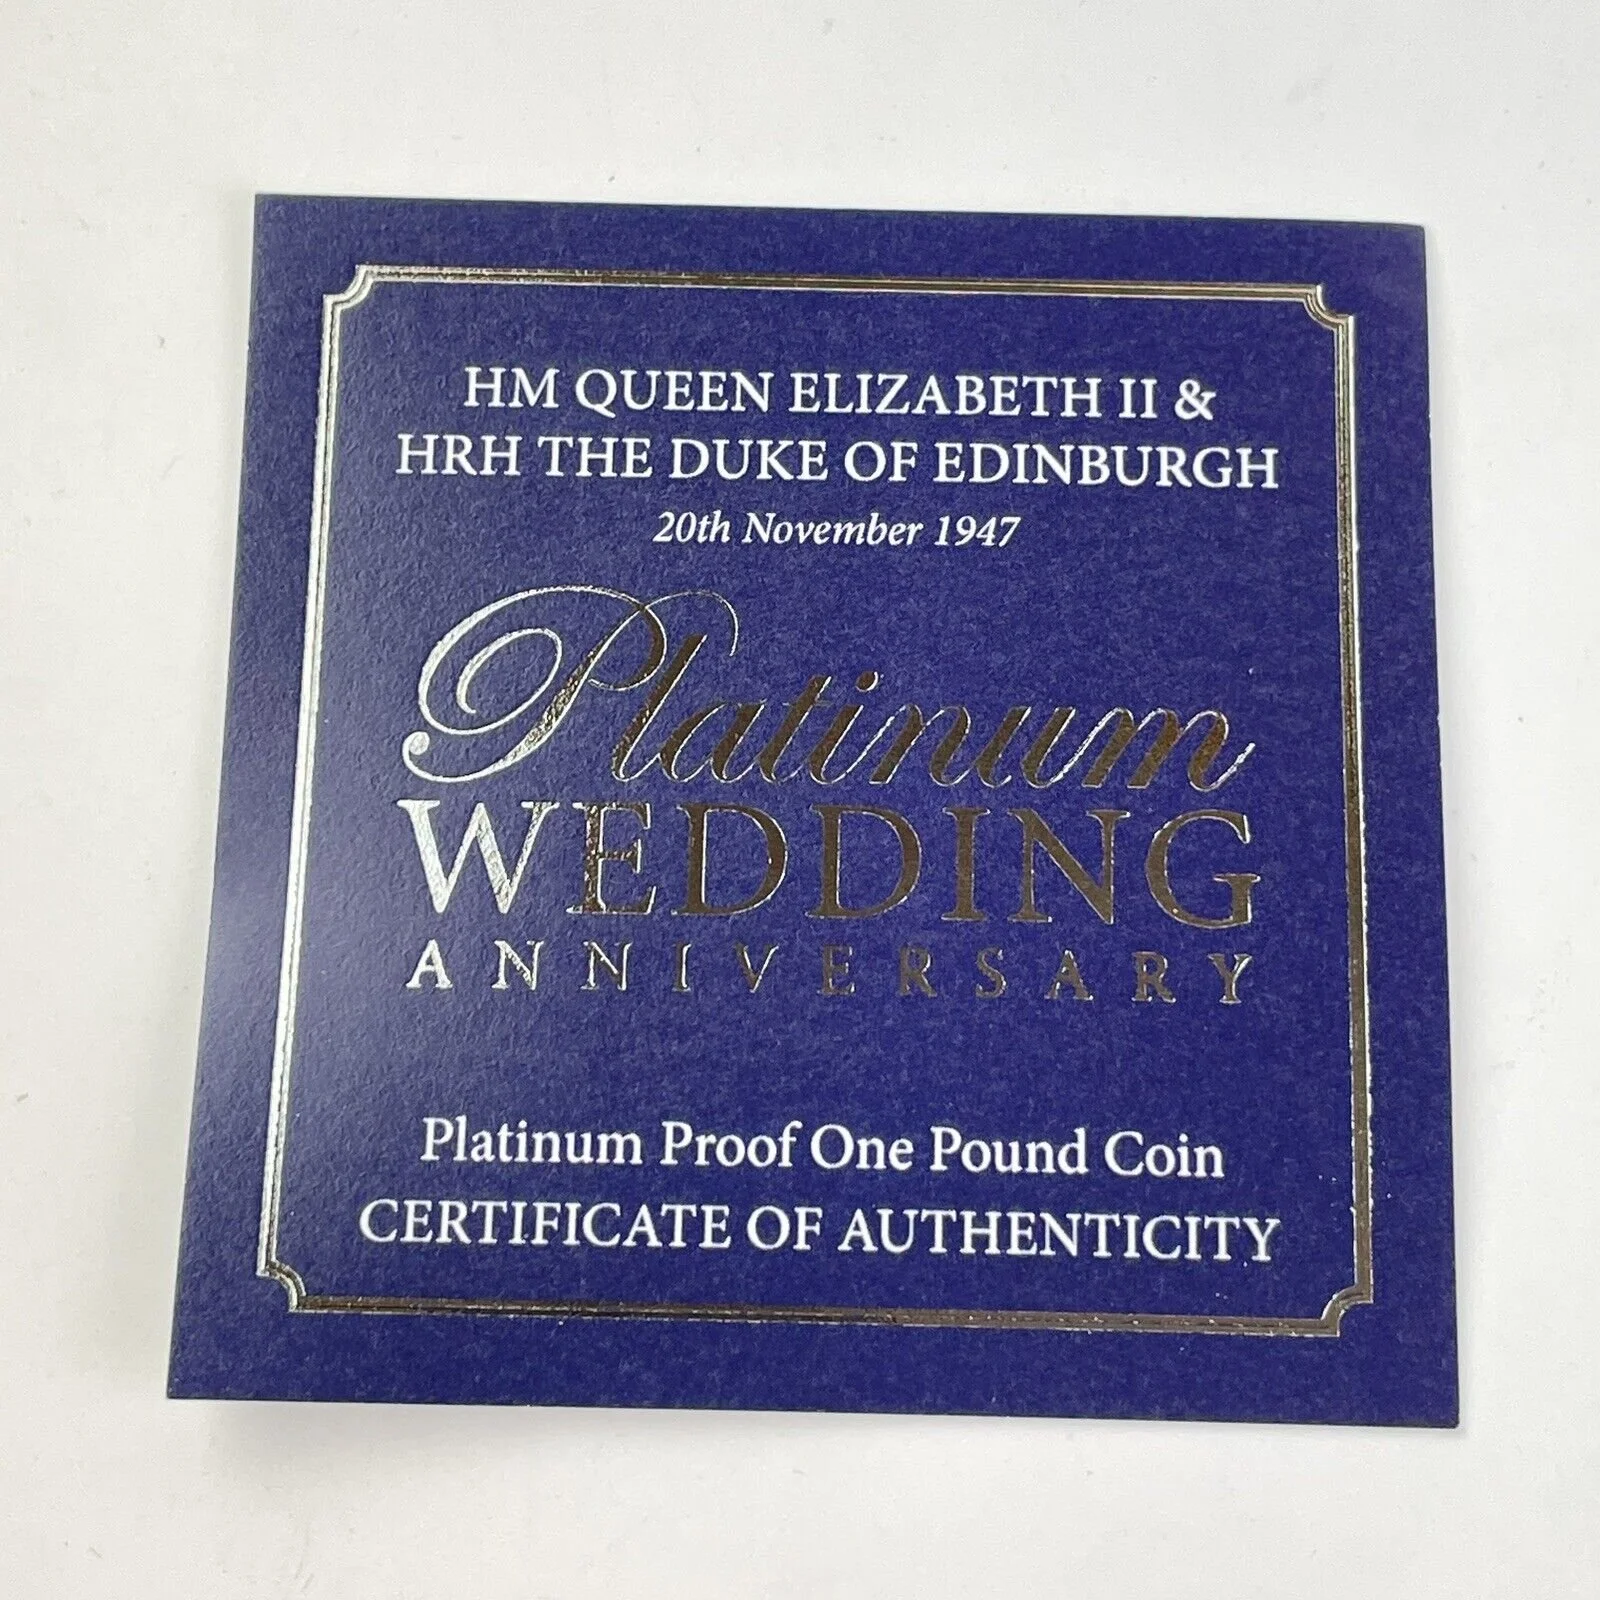 HM QUEEN ELIZABETH II &
HRH THE DUKE OF EDINBURGH
20th November 1947
Platinum
WEDDING
ANNIVERSARY
Platinum Proof One Pound Coin
CERTIFICATE OF AUTHENTICITY